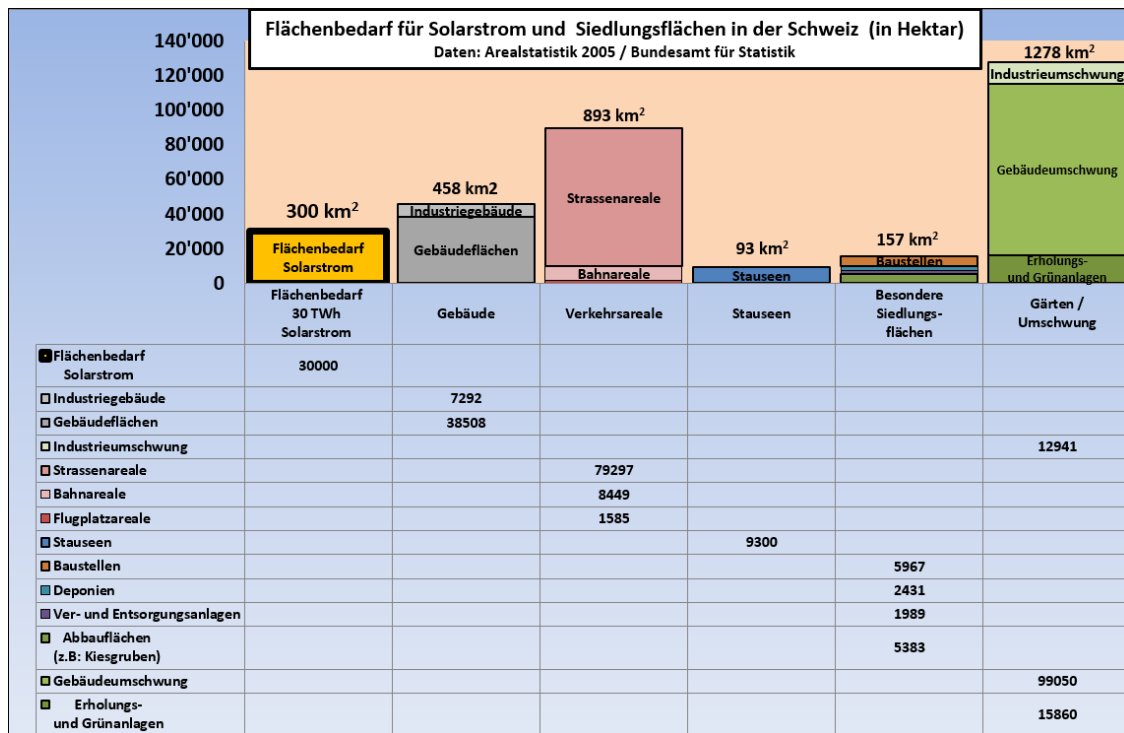 Flächenbedarf für Solarstrom und Siedlungsflächen in der Schweiz (in Hektar)
Daten: Arealstatistik 2005 / Bundesamt für Statistik
140'000
120'000
100'000
80'000
60'000
40'000
20'000
0
300 km²
Flächenbedarf
Solarstrom
458 km2
Industriegebäude
Gebäudeflächen
893 km²
Strassenareale
Bahnareale
93 km²
Stauseen
157 km²
Baustellen
1278 km²
Industrieumschwung
Gebäudeumschwung
Erholungs-
und Grünanlagen
Flächenbedarf
30 TWh
Solarstrom
Gebäude
Verkehrsareale
Stauseen
Besondere
Siedlungs-
flächen
Gärten /
Umschwung
Flächenbedarf
Solarstrom
30000
Industriegebäude
7292
Gebäudeflächen
38508
Industrieumschwung
12941
Strassenareale
79297
Bahnareale
8449
Flugplatzareale
1585
Stauseen
9300
Baustellen
5967
Deponien
2431
Ver- und Entsorgungsanlagen
1989
Abbauflächen
(z.B: Kiesgruben)
5383
Gebäudeumschwung
99050
Erholungs-
und Grünanlagen
15860